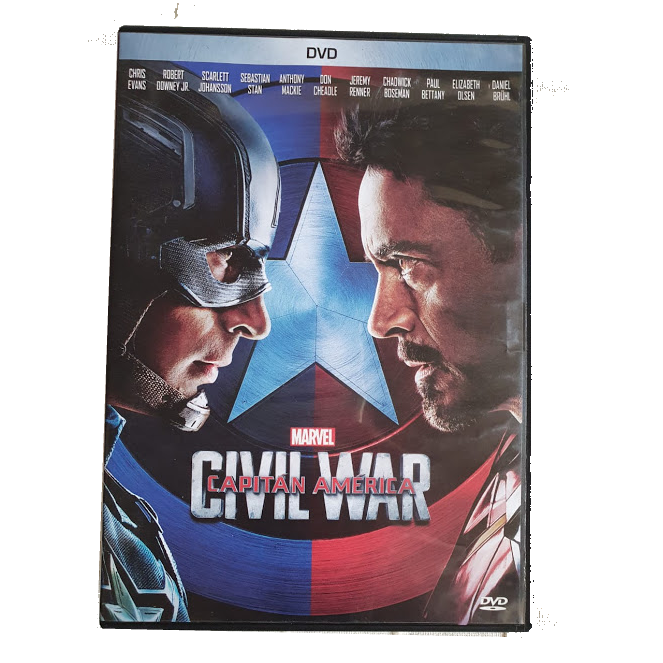 DVD
CHRIS ROBERT SCARLETT SEBASTIAN ANTHONY DON JEREMY CHADWICK PAUL ELIZABETH DANIEL
EVANS DOWNEY JR. JOHANSSON STAN MACKIE CHEADLE RENNER BOSEMAN BETTANY OLSEN BRÜHL
MARVEL
CIVIL WAR
CAPITÁN AMÉRICA
DVD